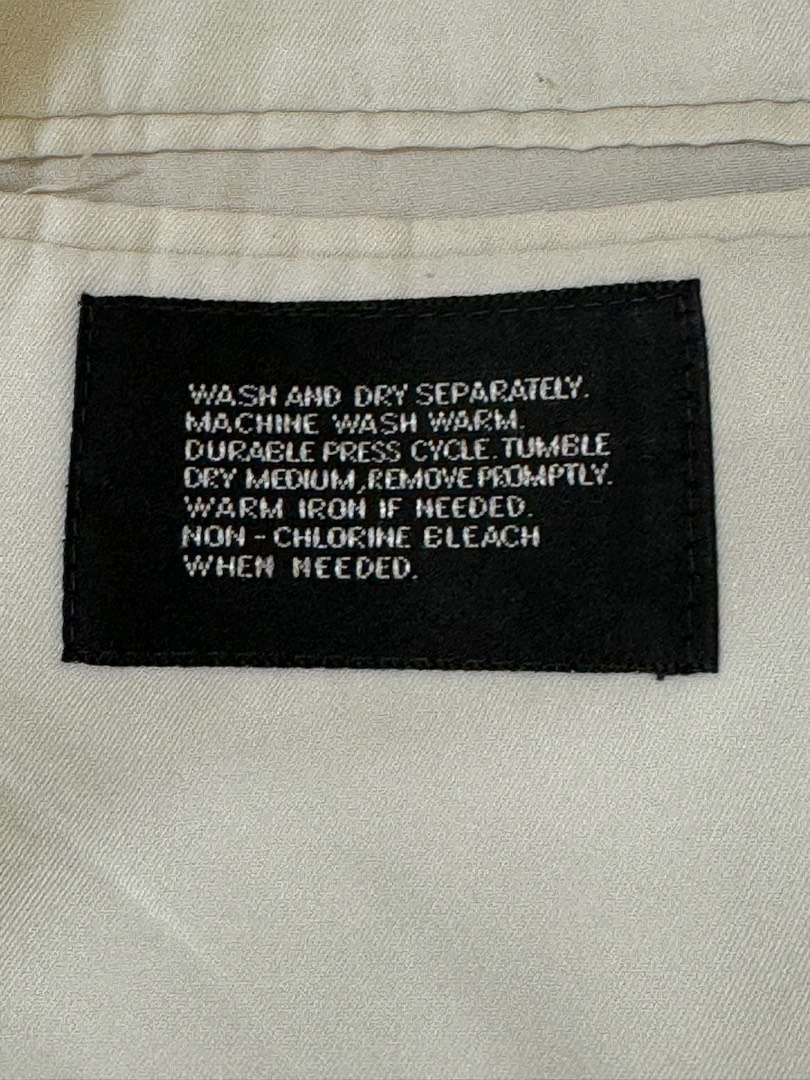 WASH AND DRY SEPARATELY.
MACHINE WASH WARM.
DURABLE PRESS CYCLE.TUMBLE
DRY MEDIUM,REMOVE PROMPTLY.
WARM IRON IF NEEDED.
NON-CHLORINE BLEACH
WHEN NEEDED.